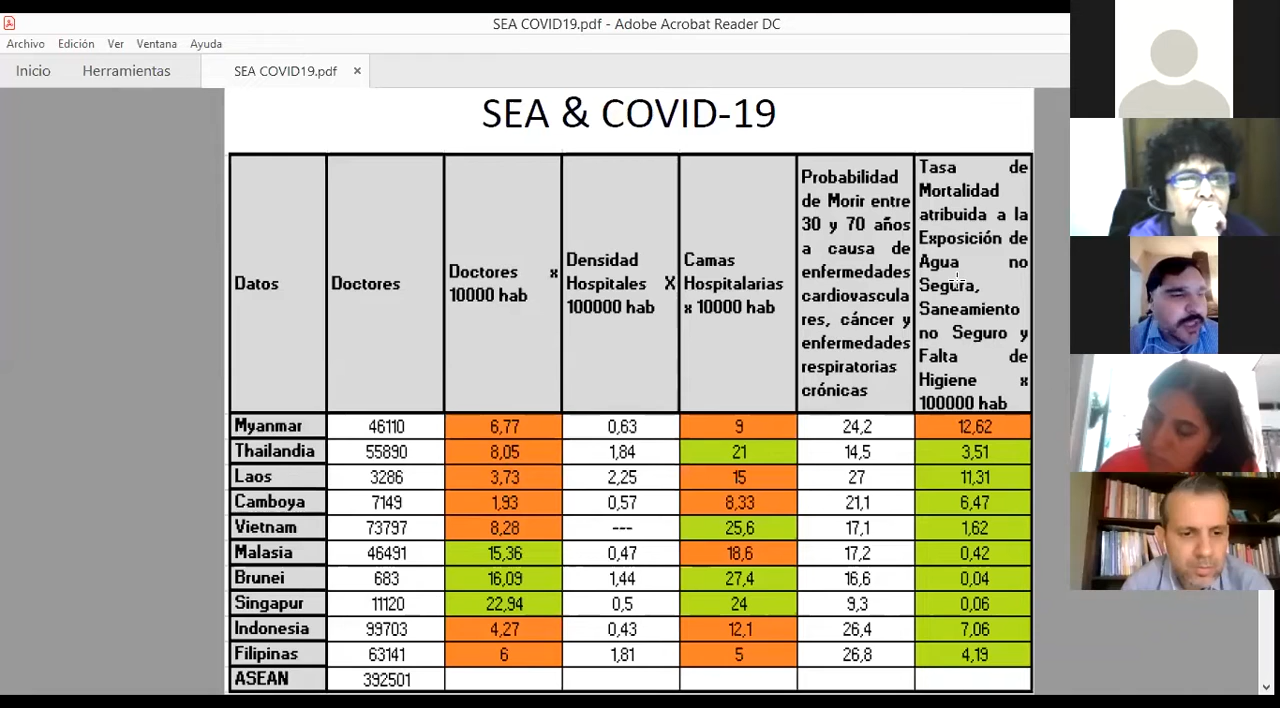 SEA COVID19.pdf - Adobe Acrobat Reader DC
Archivo Edición Ver Ventana Ayuda
Inicio Herramientas SEA COVID19.pdf ×
SEA & COVID-19
Datos
Doctores
Doctores x
10000 hab
Densidad
Hospitales X
100000 hab
Camas
Hospitalarias
x 10000 hab
Probabilidad
de Morir entre
30 y 70 años
a causa de
enfermedades
cardiovascula
res, cáncer y
enfermedades
respiratorias
crónicas
Tasa de
Mortalidad
atribuida a la
Exposición de
Agua no
Segura,
Saneamiento
no Seguro y
Falta de
Higiene x
100000 hab
Myanmar 46110 6,77 0,63 9 24,2 12,62
Thailandia 55890 8,05 1,84 21 14,5 3,51
Laos 3286 3,73 2,25 15 27 11,31
Camboya 7149 1,93 0,57 8,33 21,1 6,47
Vietnam 73797 8,28 --- 25,6 17,1 1,62
Malasia 46491 15,36 0,47 18,6 17,2 0,42
Brunei 683 16,09 1,44 27,4 16,6 0,04
Singapur 11120 22,94 0,5 24 9,3 0,06
Indonesia 99703 4,27 0,43 12,1 26,4 7,06
Filipinas 63141 6 1,81 5 26,8 4,19
ASEAN 392501